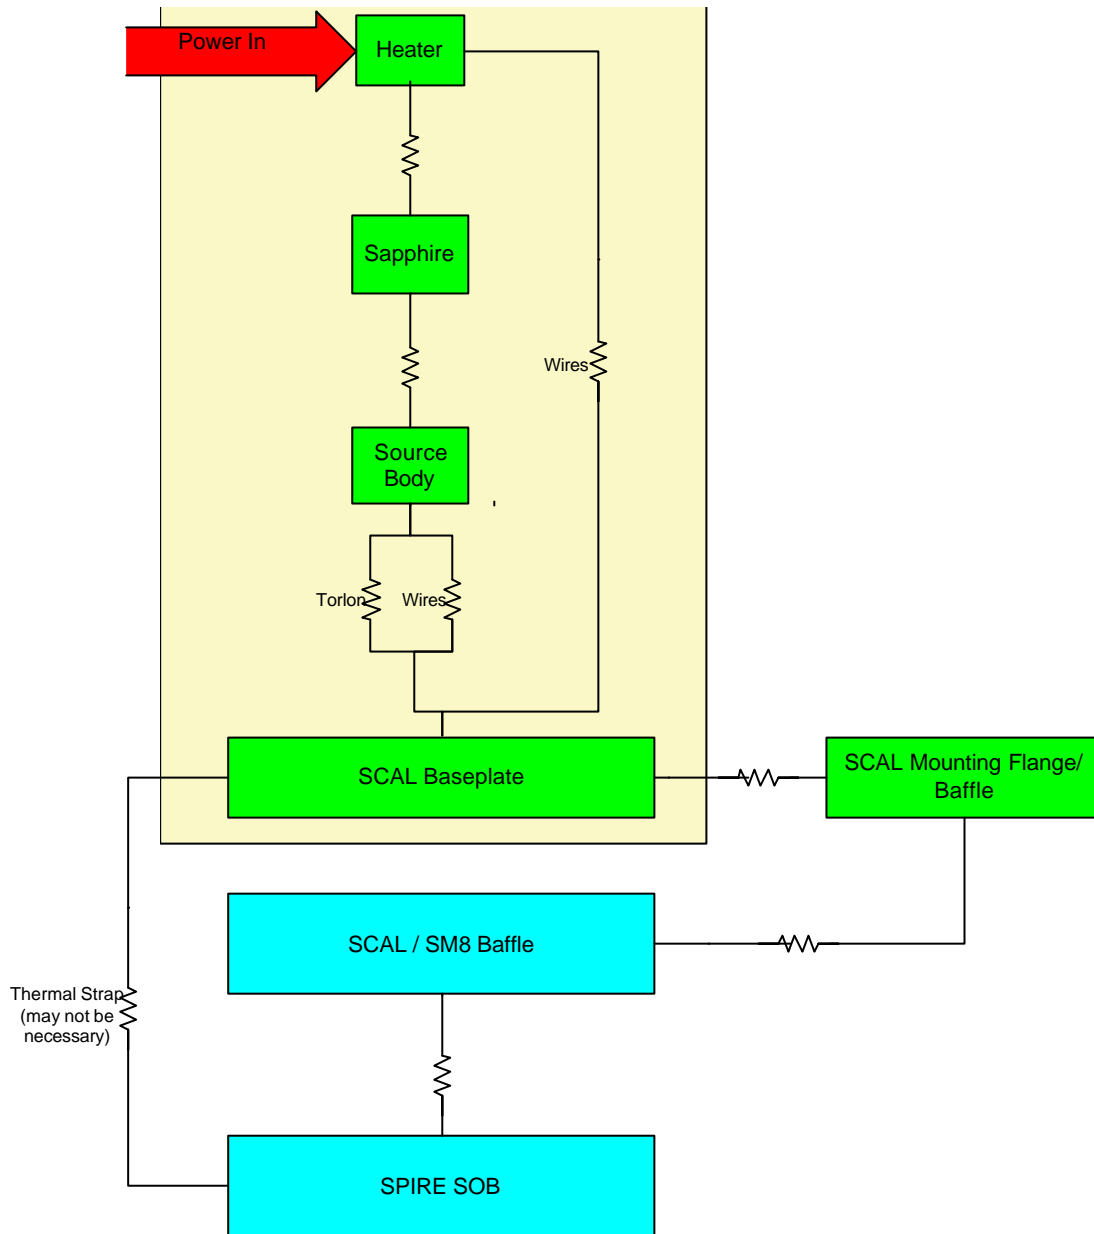 Power In
Heater
Sapphire
Wires
Source
Body
Torlon
Wires
SCAL Baseplate
SCAL Mounting Flange/
Baffle
SCAL / SM8 Baffle
Thermal Strap
(may not be
necessary)
SPIRE SOB